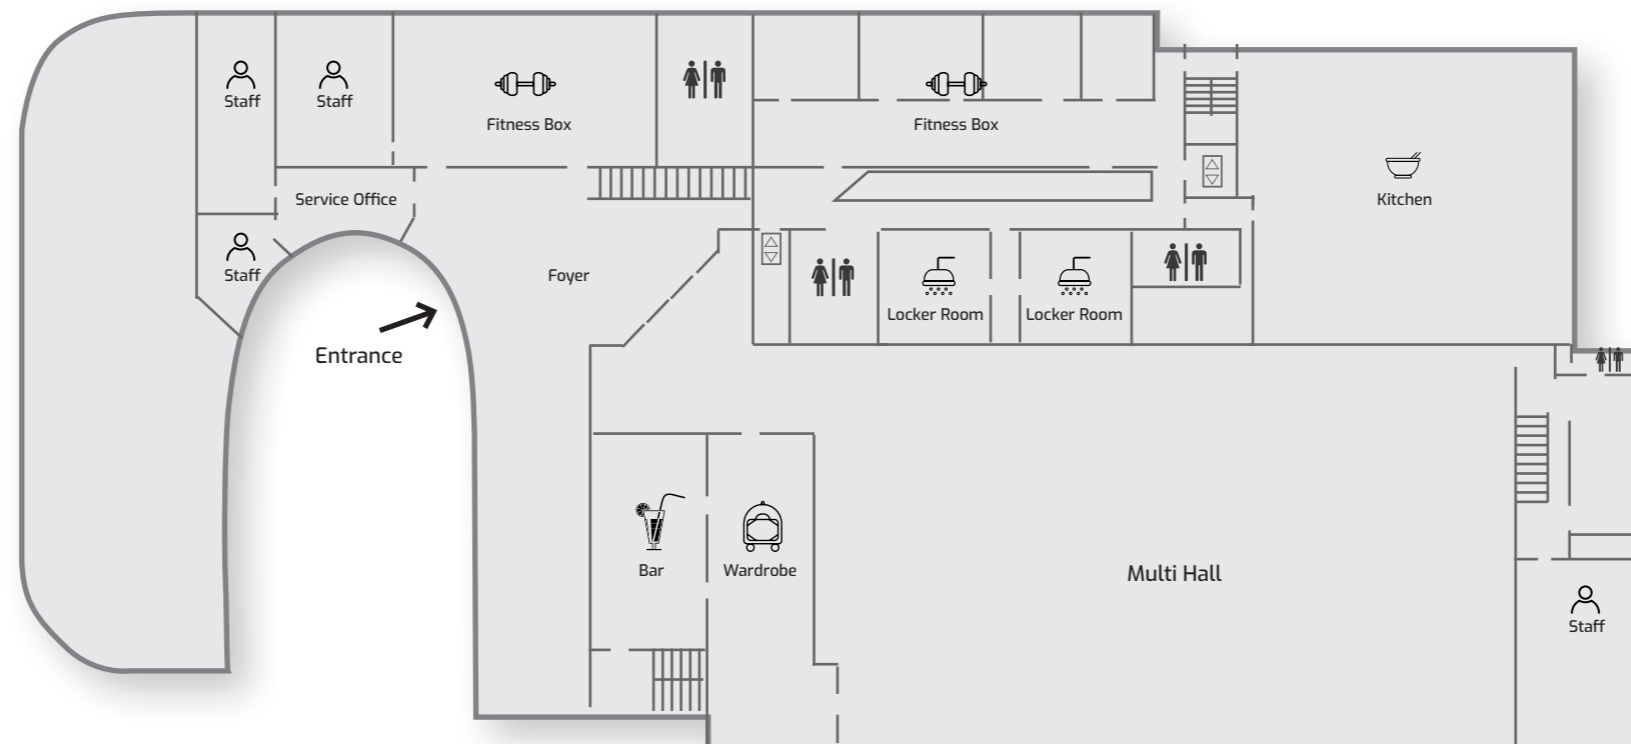 Staff
Staff
Fitness Box
Fitness Box
Service Office
Kitchen
Staff
Foyer
Locker Room
Locker Room
Entrance
Bar
Wardrobe
Multi Hall
Staff